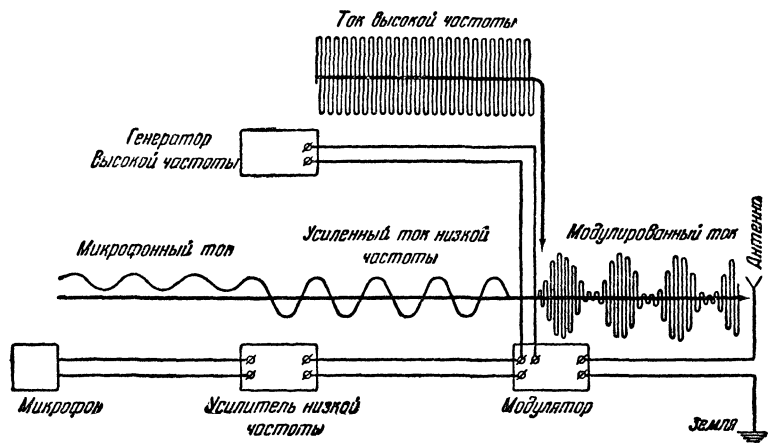 Ток высокой частоты
Генератор
Высокой частоты
Микрофонный ток
Усиленный ток низкой
частоты
Модулированный ток
Антенна
Микрофон
Усилитель низкой
частоты
Модулятор
Земля